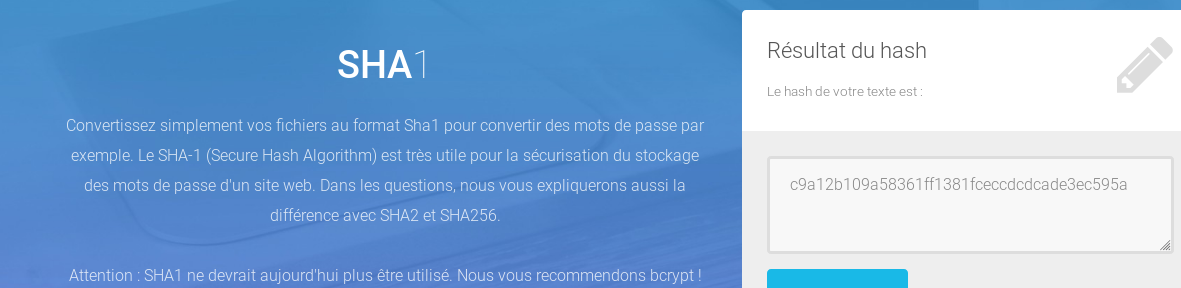 SHA1
Convertissez simplement vos fichiers au format Sha1 pour convertir des mots de passe par
exemple. Le SHA-1 (Secure Hash Algorithm) est très utile pour la sécurisation du stockage
des mots de passe d'un site web. Dans les questions, nous vous expliquerons aussi la
différence avec SHA2 et SHA256.
Attention : SHA1 ne devrait aujourd'hui plus être utilisé. Nous vous recommendons bcrypt !
Résultat du hash
Le hash de votre texte est :
c9a12b109a58361ff1381fceccdcdcade3ec595a